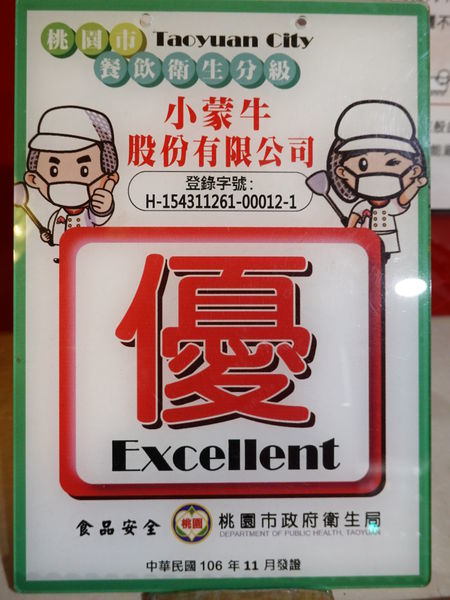 桃園市 Taoyuan City
餐飲衛生分級
小蒙牛
股份有限公司
登錄字號:
H-154311261-00012-1
優
Excellent
食品安全 桃園 桃園市政府衛生局
DEPARTMENT OF PUBLIC HEALTH, TAOYUAN
中華民國 106 年 11 月發證